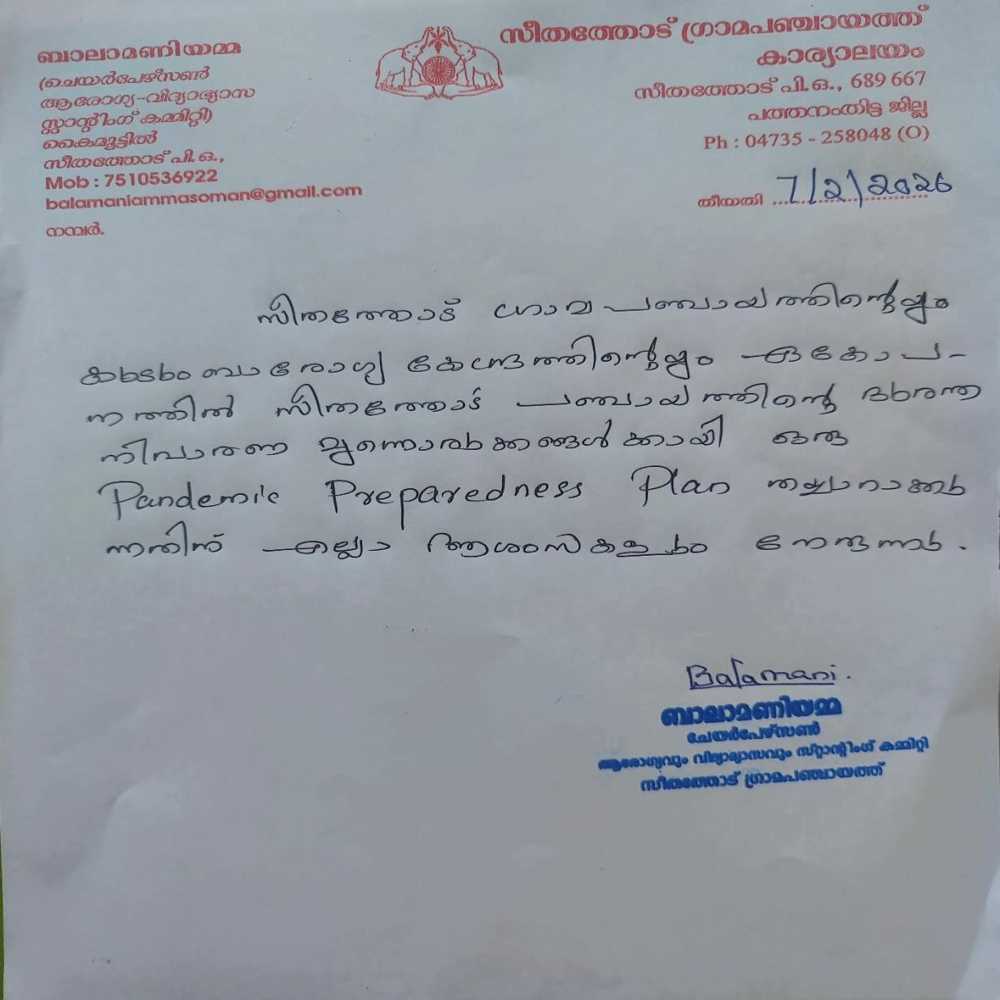 ബാലാമണിയമ്മ
(ചെയർപേഴ്സൺ
ആരോഗ്യ-വിദ്യാഭ്യാസ
സ്റ്റാന്റിംഗ് കമ്മിറ്റി)
കൈമൂട്ടിൽ
സീതത്തോട് പി.ഒ.,
Mob : 7510536922
balamaniammasoman@gmail.com
നമ്പർ.
സീതത്തോട് ഗ്രാമപഞ്ചായത്ത്
കാര്യാലയം
സീതത്തോട് പി.ഒ., 689 667
പത്തനംതിട്ട ജില്ല
Ph : 04735 - 258048 (O)
തീയതി 7/2/2026
സീതത്തോട് ഗ്രാമപഞ്ചായത്തിന്റെയും
കുടുംബാരോഗ്യ കേന്ദ്രത്തിന്റെയും ഏകോപ-
നത്തിൽ സീതത്തോട് പഞ്ചായത്തിന്റെ ദുരന്ത
നിവാരണ മുന്നൊരുക്കങ്ങൾക്കായി ഒരു
Pandemic Preparedness Plan തയ്യാറാക്കു
ന്നതിന് എല്ലാ ആശംസകളും നേരുന്നു.
Balamani.
ബാലാമണിയമ്മ
ചേയർപേഴ്സൺ
ആരോഗ്യവും വിദ്യാഭ്യാസവും സ്റ്റാന്റിംഗ് കമ്മിറ്റി
സീതത്തോട് ഗ്രാമപഞ്ചായത്ത്